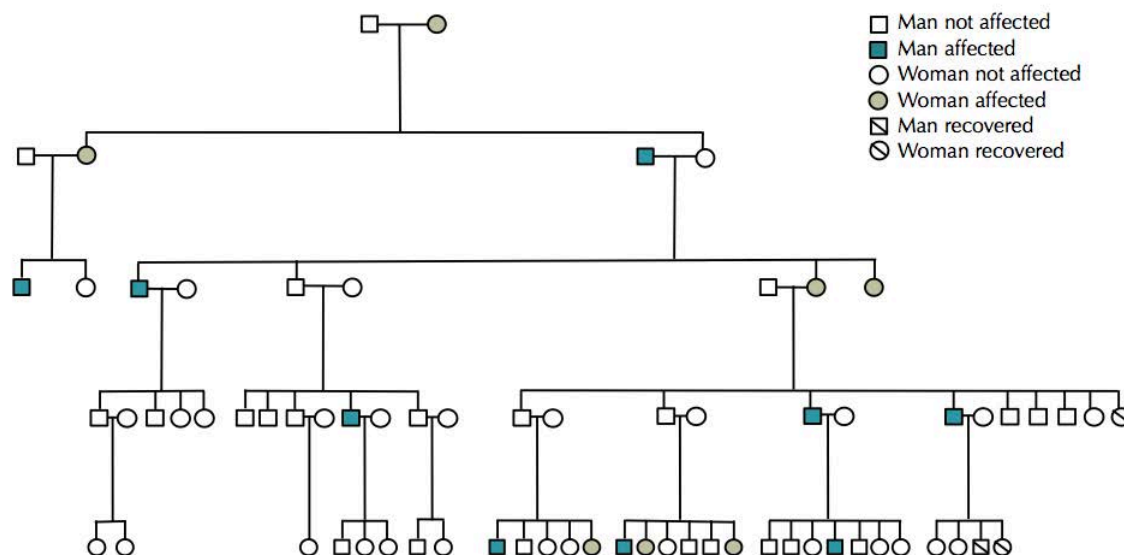 Man not affected
Man affected
Woman not affected
Woman affected
Man recovered
Woman recovered